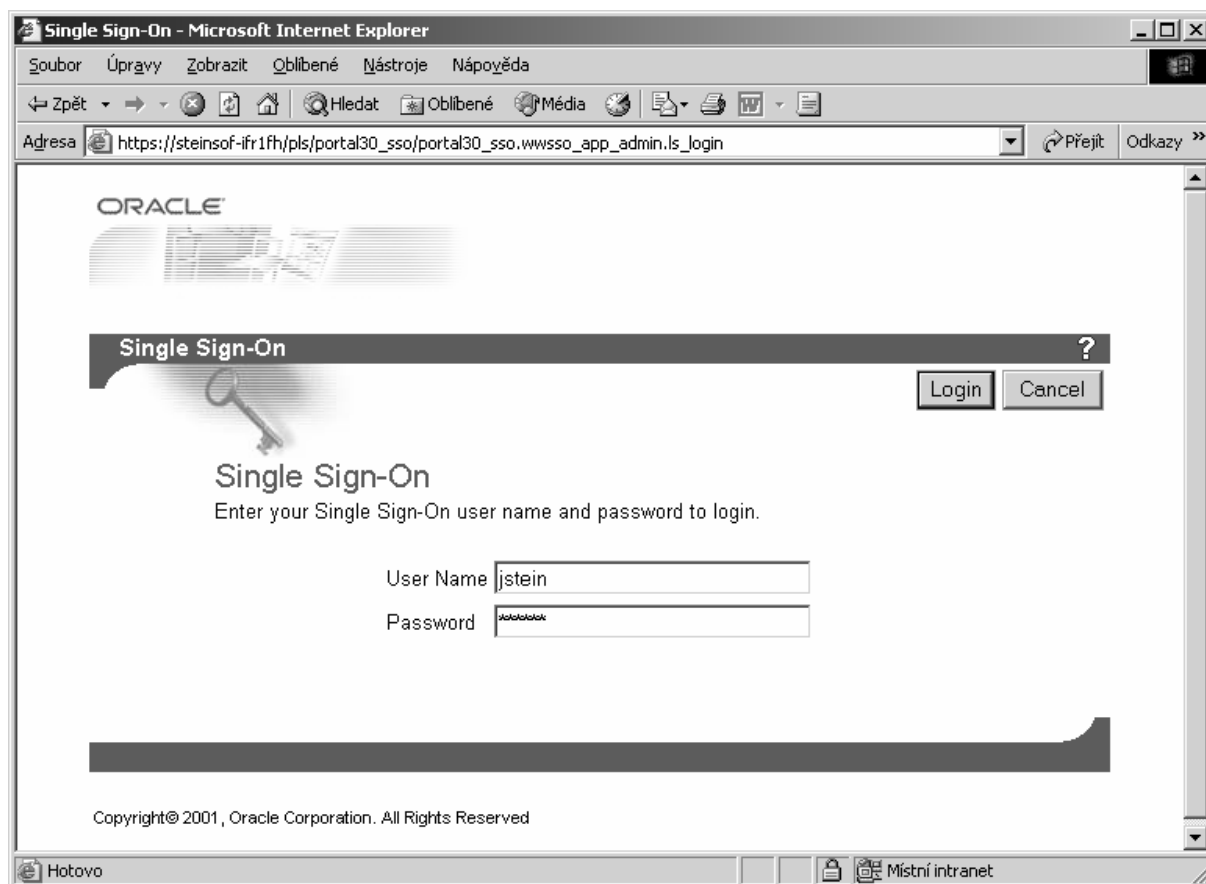 Single Sign-On - Microsoft Internet Explorer
Soubor Úpravy Zobrazit Oblíbené Nástroje Nápověda
Zpět Hledat Oblíbené Média
Adresa https://steinsof-ifr1fh/pls/portal30_sso/portal30_sso.wwsso_app_admin.ls_login Přejít Odkazy »
ORACLE
Single Sign-On ?
Login Cancel
Single Sign-On
Enter your Single Sign-On user name and password to login.
User Name jstein
Password *******
Copyright© 2001, Oracle Corporation. All Rights Reserved
Hotovo Místní intranet